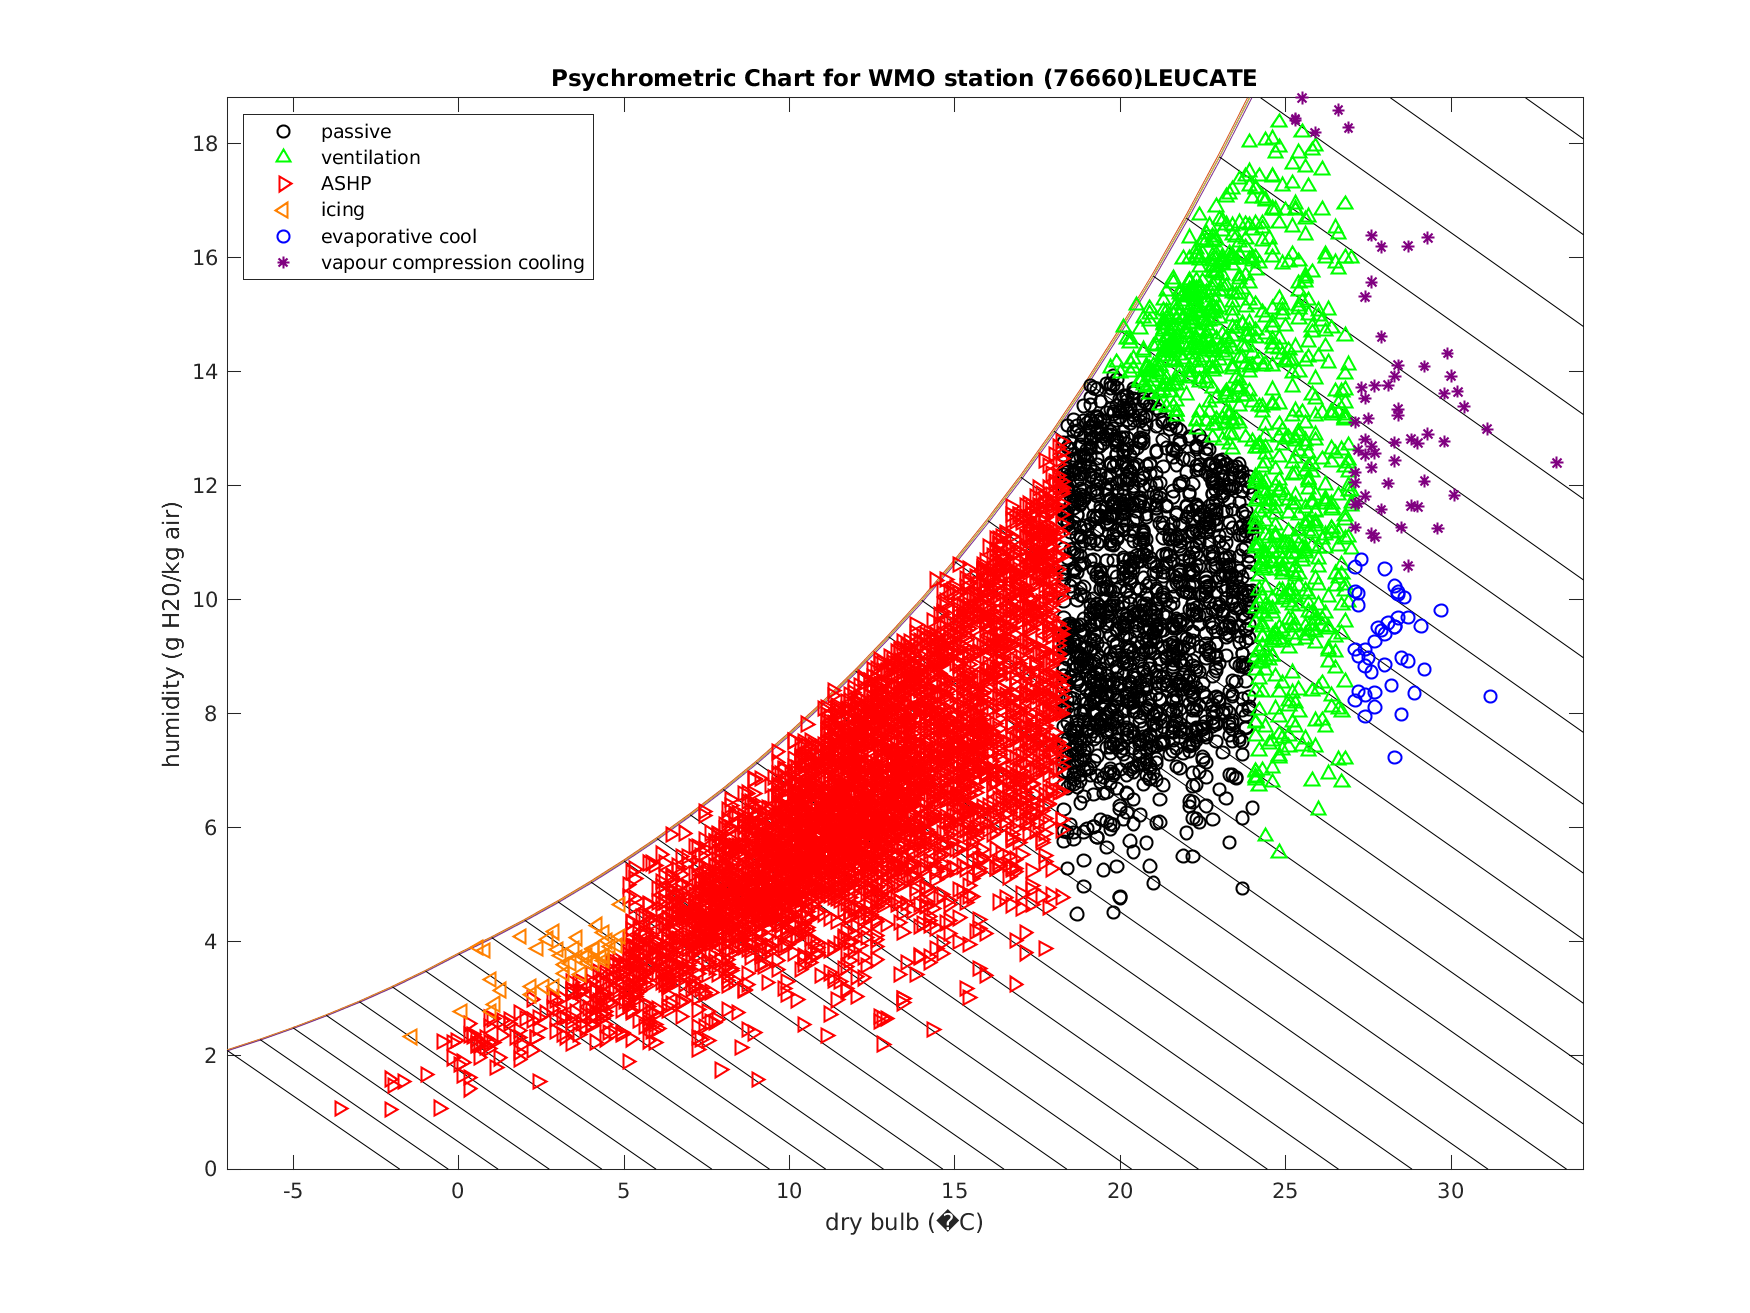 Psychrometric Chart for WMO station (76660)LEUCATE
passive
ventilation
ASHP
icing
evaporative cool
vapour compression cooling
humidity (g H20/kg air)
18
16
14
12
10
8
6
4
2
0
-5 0 5 10 15 20 25 30
dry bulb (�C)